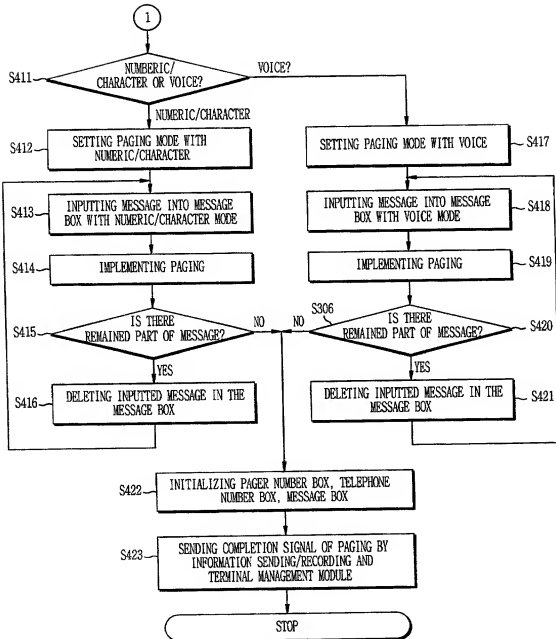 1
NUMBERIC/
CHARACTER OR VOICE?
S411
VOICE?
NUMERIC/CHARACTER
S412
SETTING PAGING MODE WITH
NUMERIC/CHARACTER
SETTING PAGING MODE WITH VOICE
S417
S413
INPUTTING MESSAGE INTO MESSAGE
BOX WITH NUMERIC/CHARACTER MODE
INPUTTING MESSAGE INTO MESSAGE
BOX WITH VOICE MODE
S418
S414
IMPLEMENTING PAGING
IMPLEMENTING PAGING
S419
S415
IS THERE
REMAINED PART OF MESSAGE?
NO
NO
S306
IS THERE
REMAINED PART OF MESSAGE?
S420
YES
YES
S416
DELETING INPUTTED MESSAGE IN THE
MESSAGE BOX
DELETING INPUTTED MESSAGE IN THE
MESSAGE BOX
S421
S422
INITIALIZING PAGER NUMBER BOX, TELEPHONE
NUMBER BOX, MESSAGE BOX
S423
SENDING COMPLETION SIGNAL OF PAGING BY
INFORMATION SENDING/RECORDING AND
TERMINAL MANAGEMENT MODULE
STOP